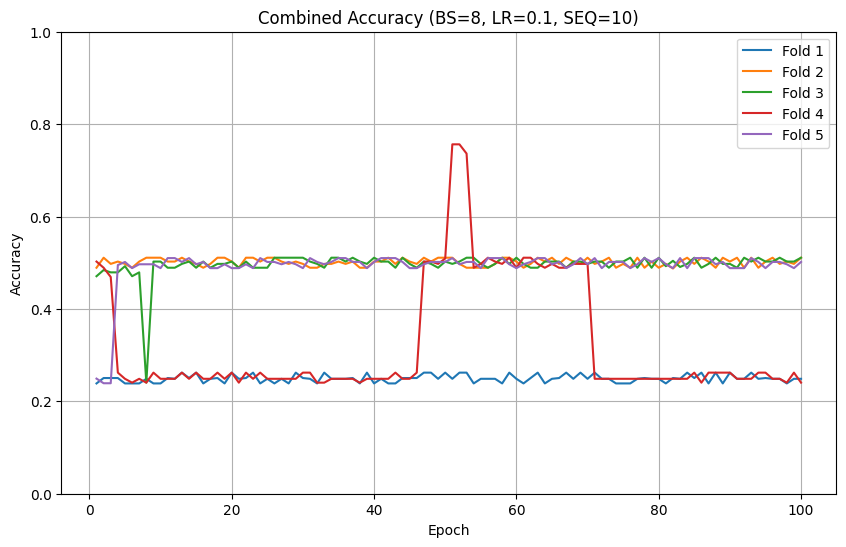 Combined Accuracy (BS=8, LR=0.1, SEQ=10)
Accuracy
1.0
0.8
0.6
0.4
0.2
0.0
Fold 1
Fold 2
Fold 3
Fold 4
Fold 5
0 20 40 60 80 100
Epoch